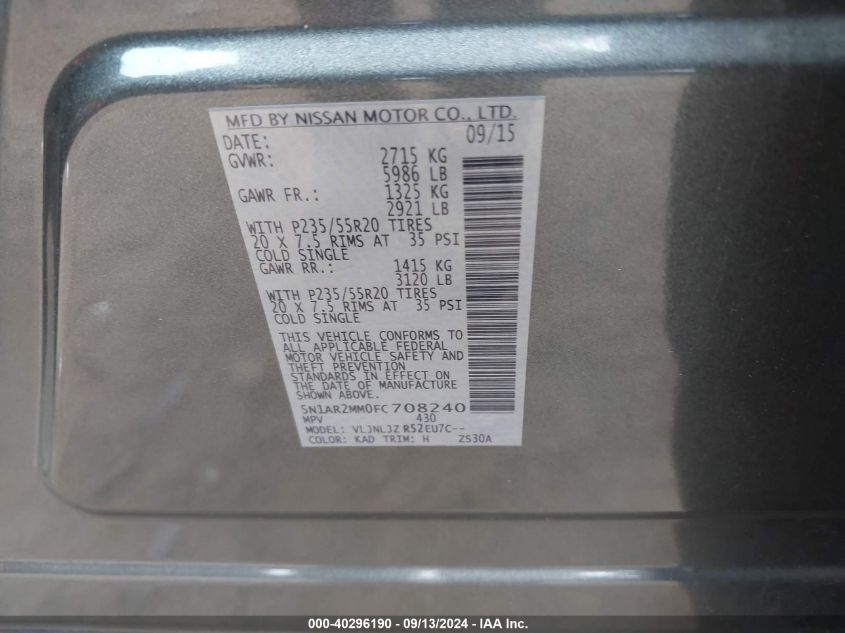 MFD BY NISSAN MOTOR CO., LTD.
DATE: 09/15
GVWR: 2715 KG
5986 LB
GAWR FR.: 1325 KG
2921 LB
WITH P235/55R20 TIRES
20 X 7.5 RIMS AT 35 PSI
COLD SINGLE
GAWR RR.: 1415 KG
3120 LB
WITH P235/55R20 TIRES
20 X 7.5 RIMS AT 35 PSI
COLD SINGLE
THIS VEHICLE CONFORMS TO
ALL APPLICABLE FEDERAL
MOTOR VEHICLE SAFETY AND
THEFT PREVENTION
STANDARDS IN EFFECT ON
THE DATE OF MANUFACTURE
SHOWN ABOVE.
5N1AR2MM0FC708240
MPV 430
MODEL: VLJNLJZ R52EU7C--
COLOR: KAD TRIM: H ZS30A
000-40296190 - 09/13/2024 - IAA Inc.